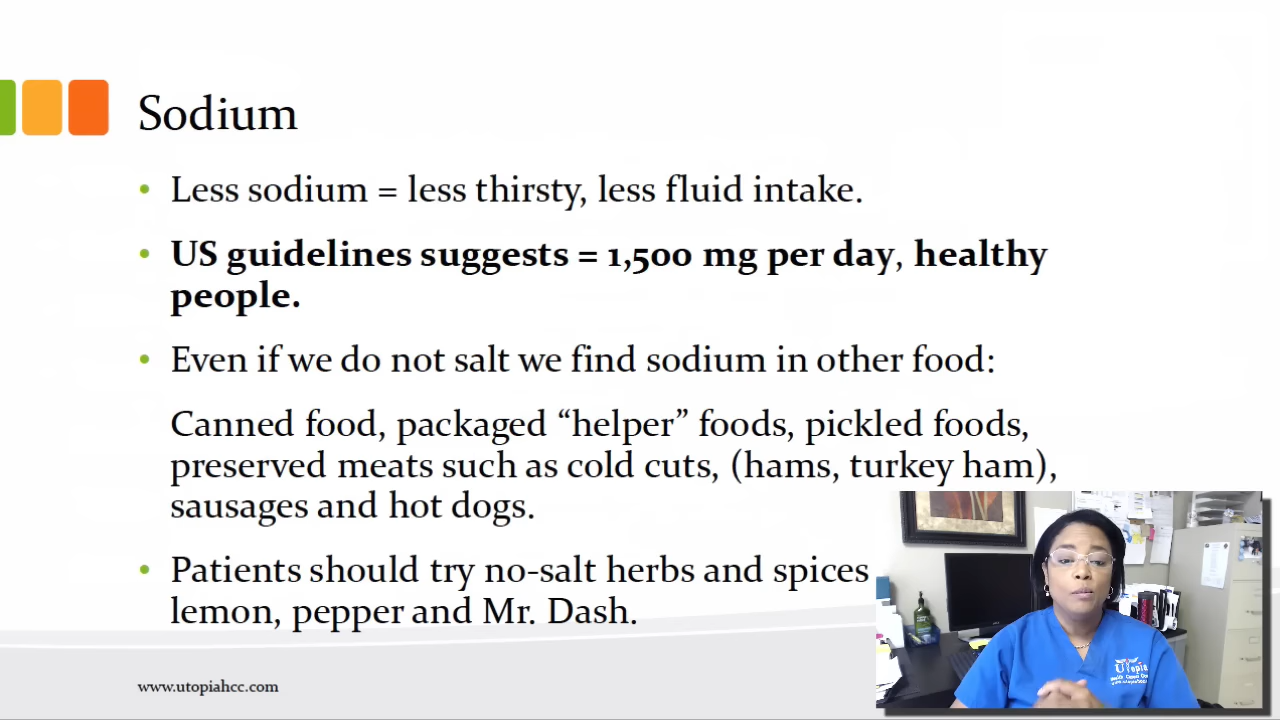 Sodium
• Less sodium = less thirsty, less fluid intake.
• US guidelines suggests = 1,500 mg per day, healthy
people.
• Even if we do not salt we find sodium in other food:
Canned food, packaged “helper” foods, pickled foods,
preserved meats such as cold cuts, (hams, turkey ham),
sausages and hot dogs.
• Patients should try no-salt herbs and spices
lemon, pepper and Mr. Dash.
Utopia
www.utopiahcc.com